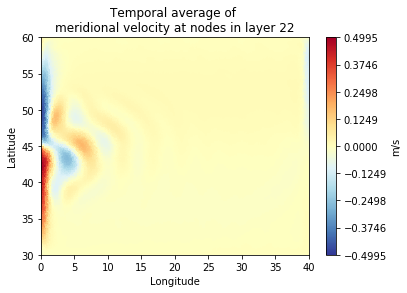 Temporal average of
meridional velocity at nodes in layer 22
60
55
50
45
40
35
30
Latitude
0 5 10 15 20 25 30 35 40
Longitude
0.4995
0.3746
0.2498
0.1249
0.0000
−0.1249
−0.2498
−0.3746
−0.4995
m/s